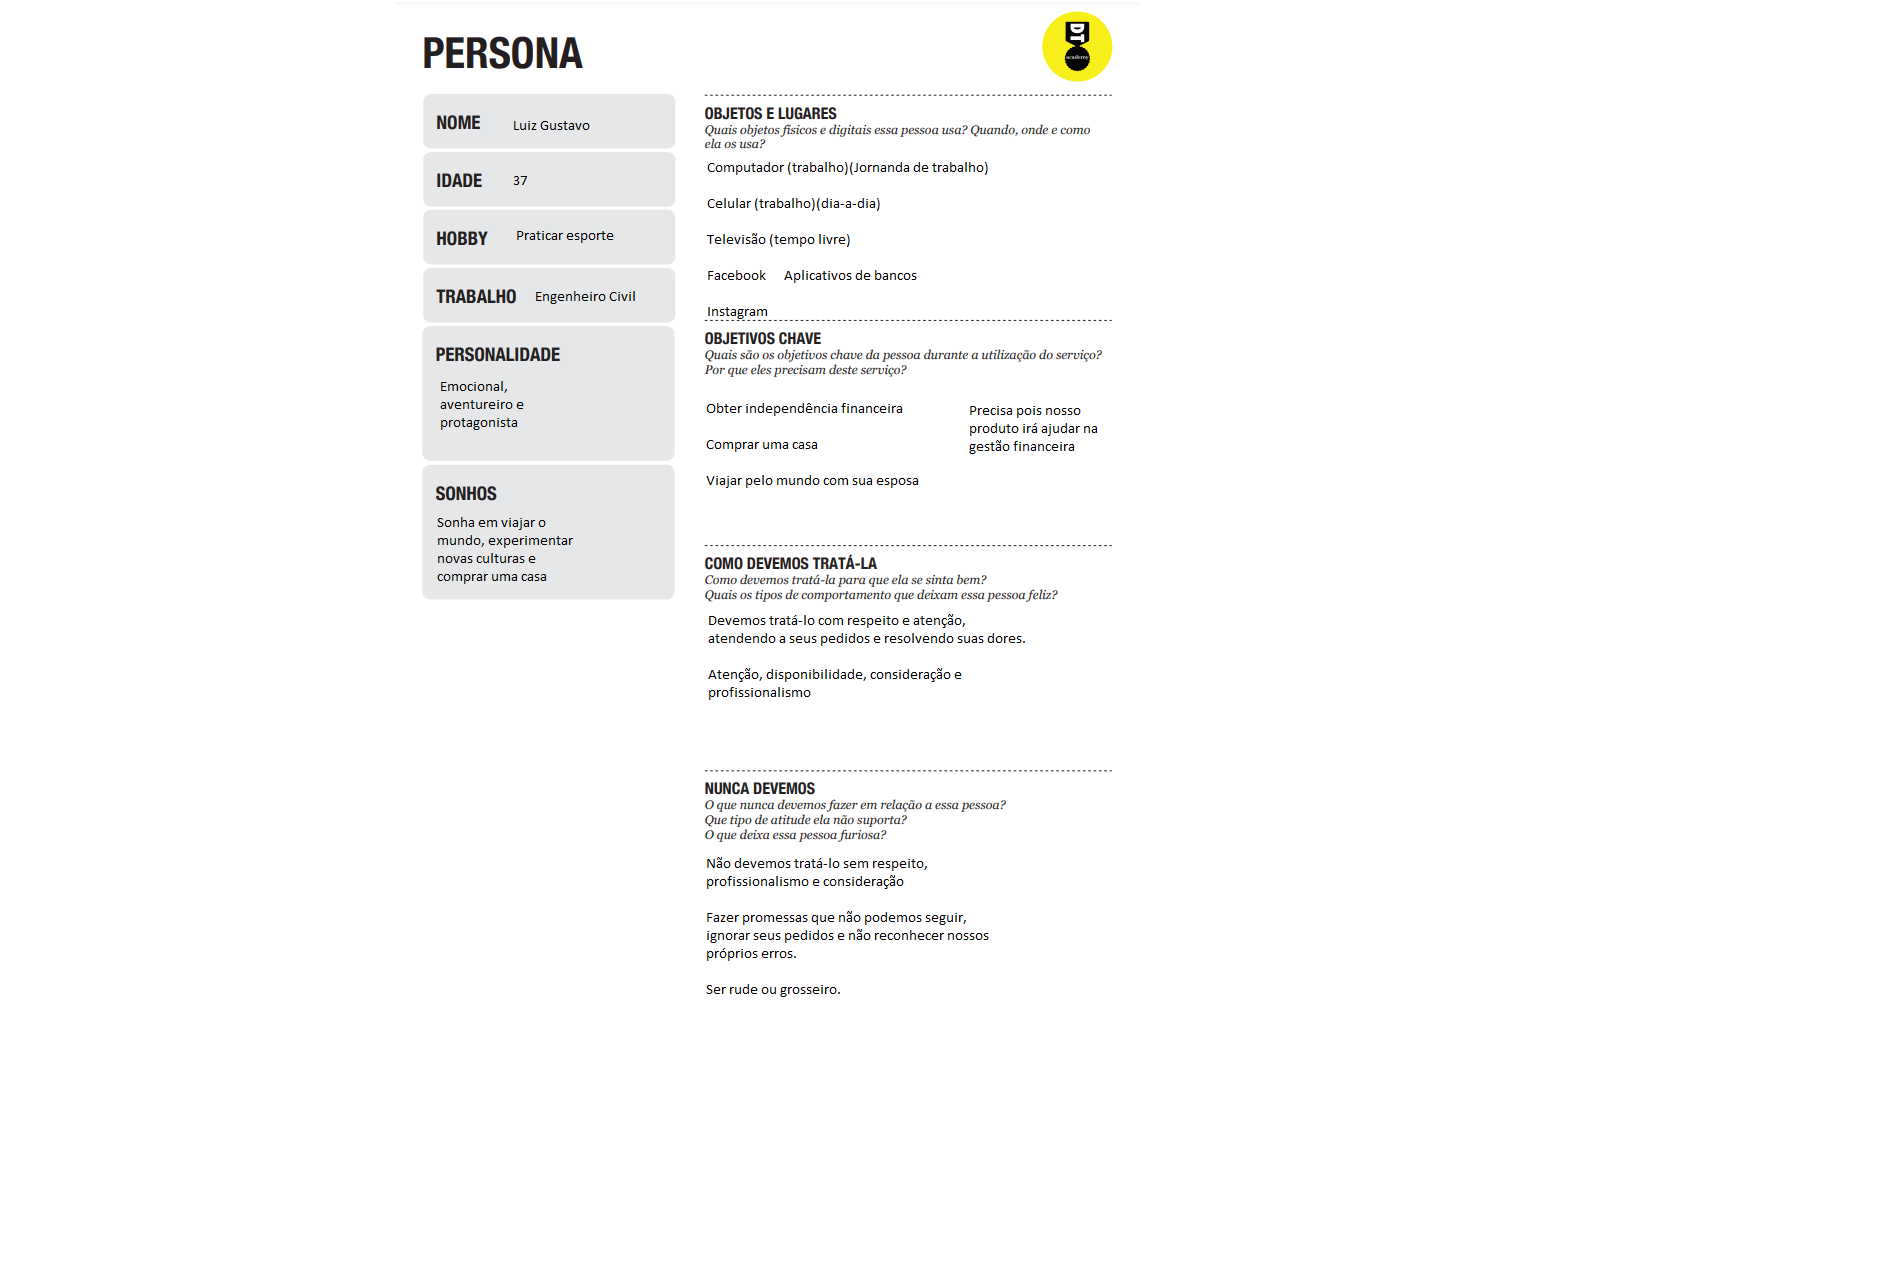 PERSONA
DT
academy
NOME Luiz Gustavo
IDADE 37
HOBBY Praticar esporte
TRABALHO Engenheiro Civil
PERSONALIDADE
Emocional,
aventureiro e
protagonista
SONHOS
Sonha em viajar o
mundo, experimentar
novas culturas e
comprar uma casa
OBJETOS E LUGARES
Quais objetos físicos e digitais essa pessoa usa? Quando, onde e como
ela os usa?
Computador (trabalho)(Jornanda de trabalho)
Celular (trabalho)(dia-a-dia)
Televisão (tempo livre)
Facebook Aplicativos de bancos
Instagram
OBJETIVOS CHAVE
Quais são os objetivos chave da pessoa durante a utilização do serviço?
Por que eles precisam deste serviço?
Obter independência financeira
Comprar uma casa
Viajar pelo mundo com sua esposa
Precisa pois nosso
produto irá ajudar na
gestão financeira
COMO DEVEMOS TRATÁ-LA
Como devemos tratá-la para que ela se sinta bem?
Quais os tipos de comportamento que deixam essa pessoa feliz?
Devemos tratá-lo com respeito e atenção,
atendendo a seus pedidos e resolvendo suas dores.
Atenção, disponibilidade, consideração e
profissionalismo
NUNCA DEVEMOS
O que nunca devemos fazer em relação a essa pessoa?
Que tipo de atitude ela não suporta?
O que deixa essa pessoa furiosa?
Não devemos tratá-lo sem respeito,
profissionalismo e consideração
Fazer promessas que não podemos seguir,
ignorar seus pedidos e não reconhecer nossos
próprios erros.
Ser rude ou grosseiro.